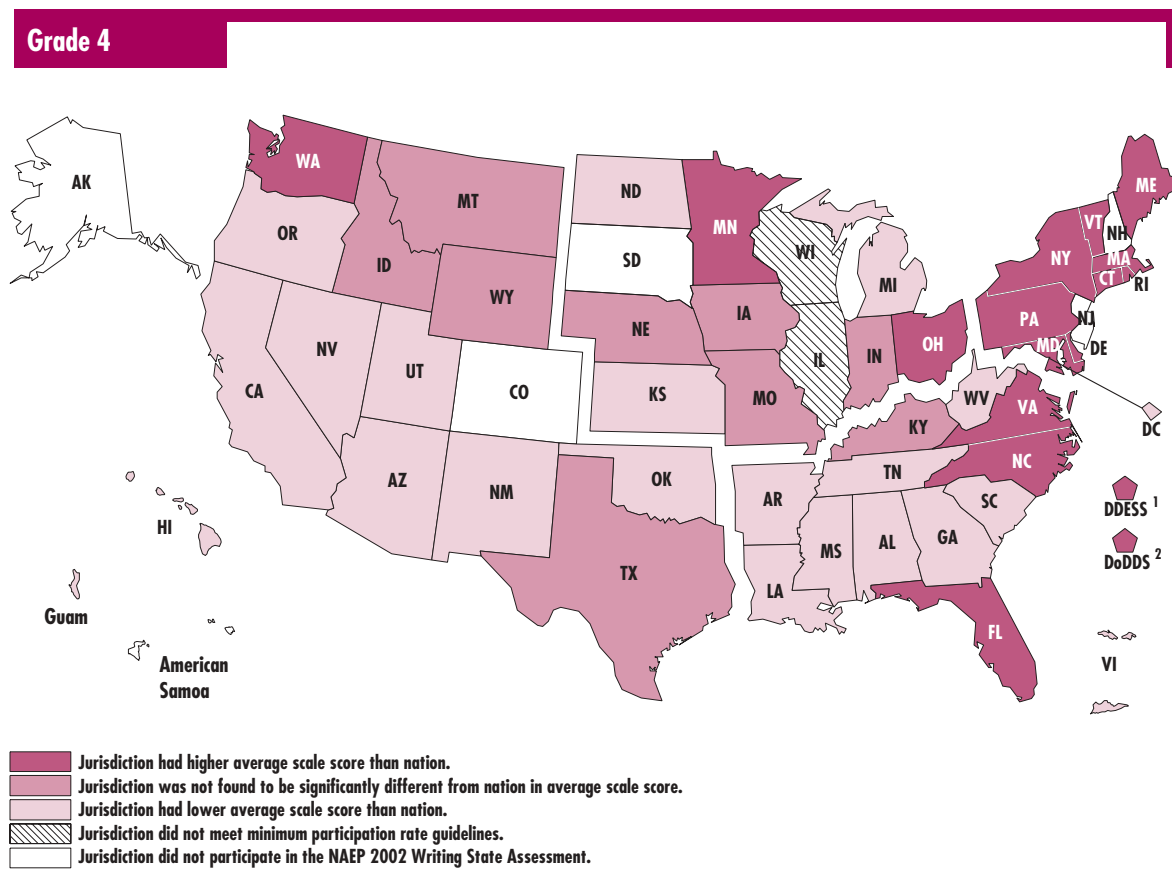 Grade 4
AK
WA
MT
ND
MN
ME
VT
NH
OR
ID
SD
WI
NY
MA
CT
RI
WY
MI
IA
NE
PA
NJ
NV
UT
IN
OH
MD
DE
CA
CO
KS
IL
MO
WV
VA
KY
DC
AZ
NM
OK
TN
NC
AR
SC
DDESS 1
HI
MS
AL
GA
DoDDS 2
TX
LA
Guam
FL
American
Samoa
VI
Jurisdiction had higher average scale score than nation.
Jurisdiction was not found to be significantly different from nation in average scale score.
Jurisdiction had lower average scale score than nation.
Jurisdiction did not meet minimum participation rate guidelines.
Jurisdiction did not participate in the NAEP 2002 Writing State Assessment.